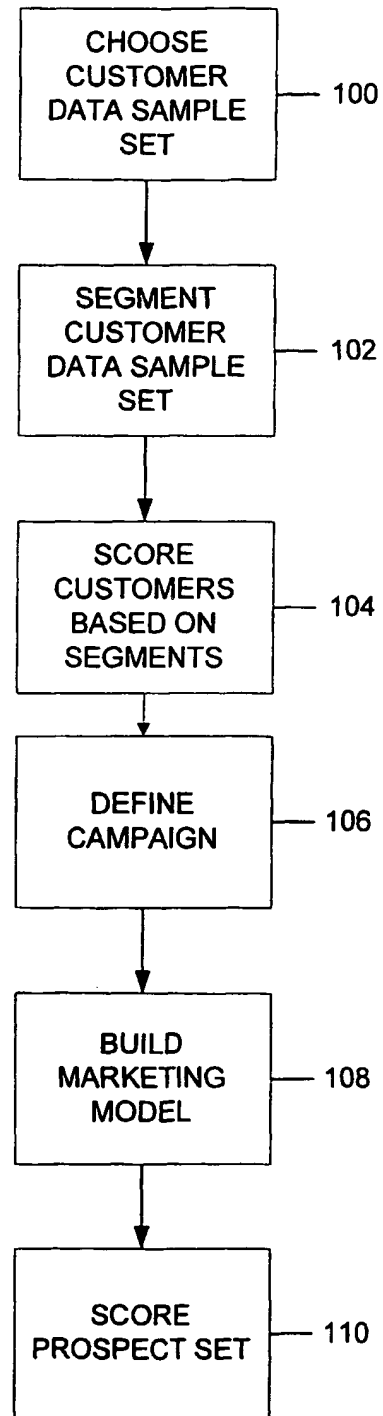 CHOOSE
CUSTOMER
DATA SAMPLE
SET
100
SEGMENT
CUSTOMER
DATA SAMPLE
SET
102
SCORE
CUSTOMERS
BASED ON
SEGMENTS
104
DEFINE
CAMPAIGN
106
BUILD
MARKETING
MODEL
108
SCORE
PROSPECT SET
110